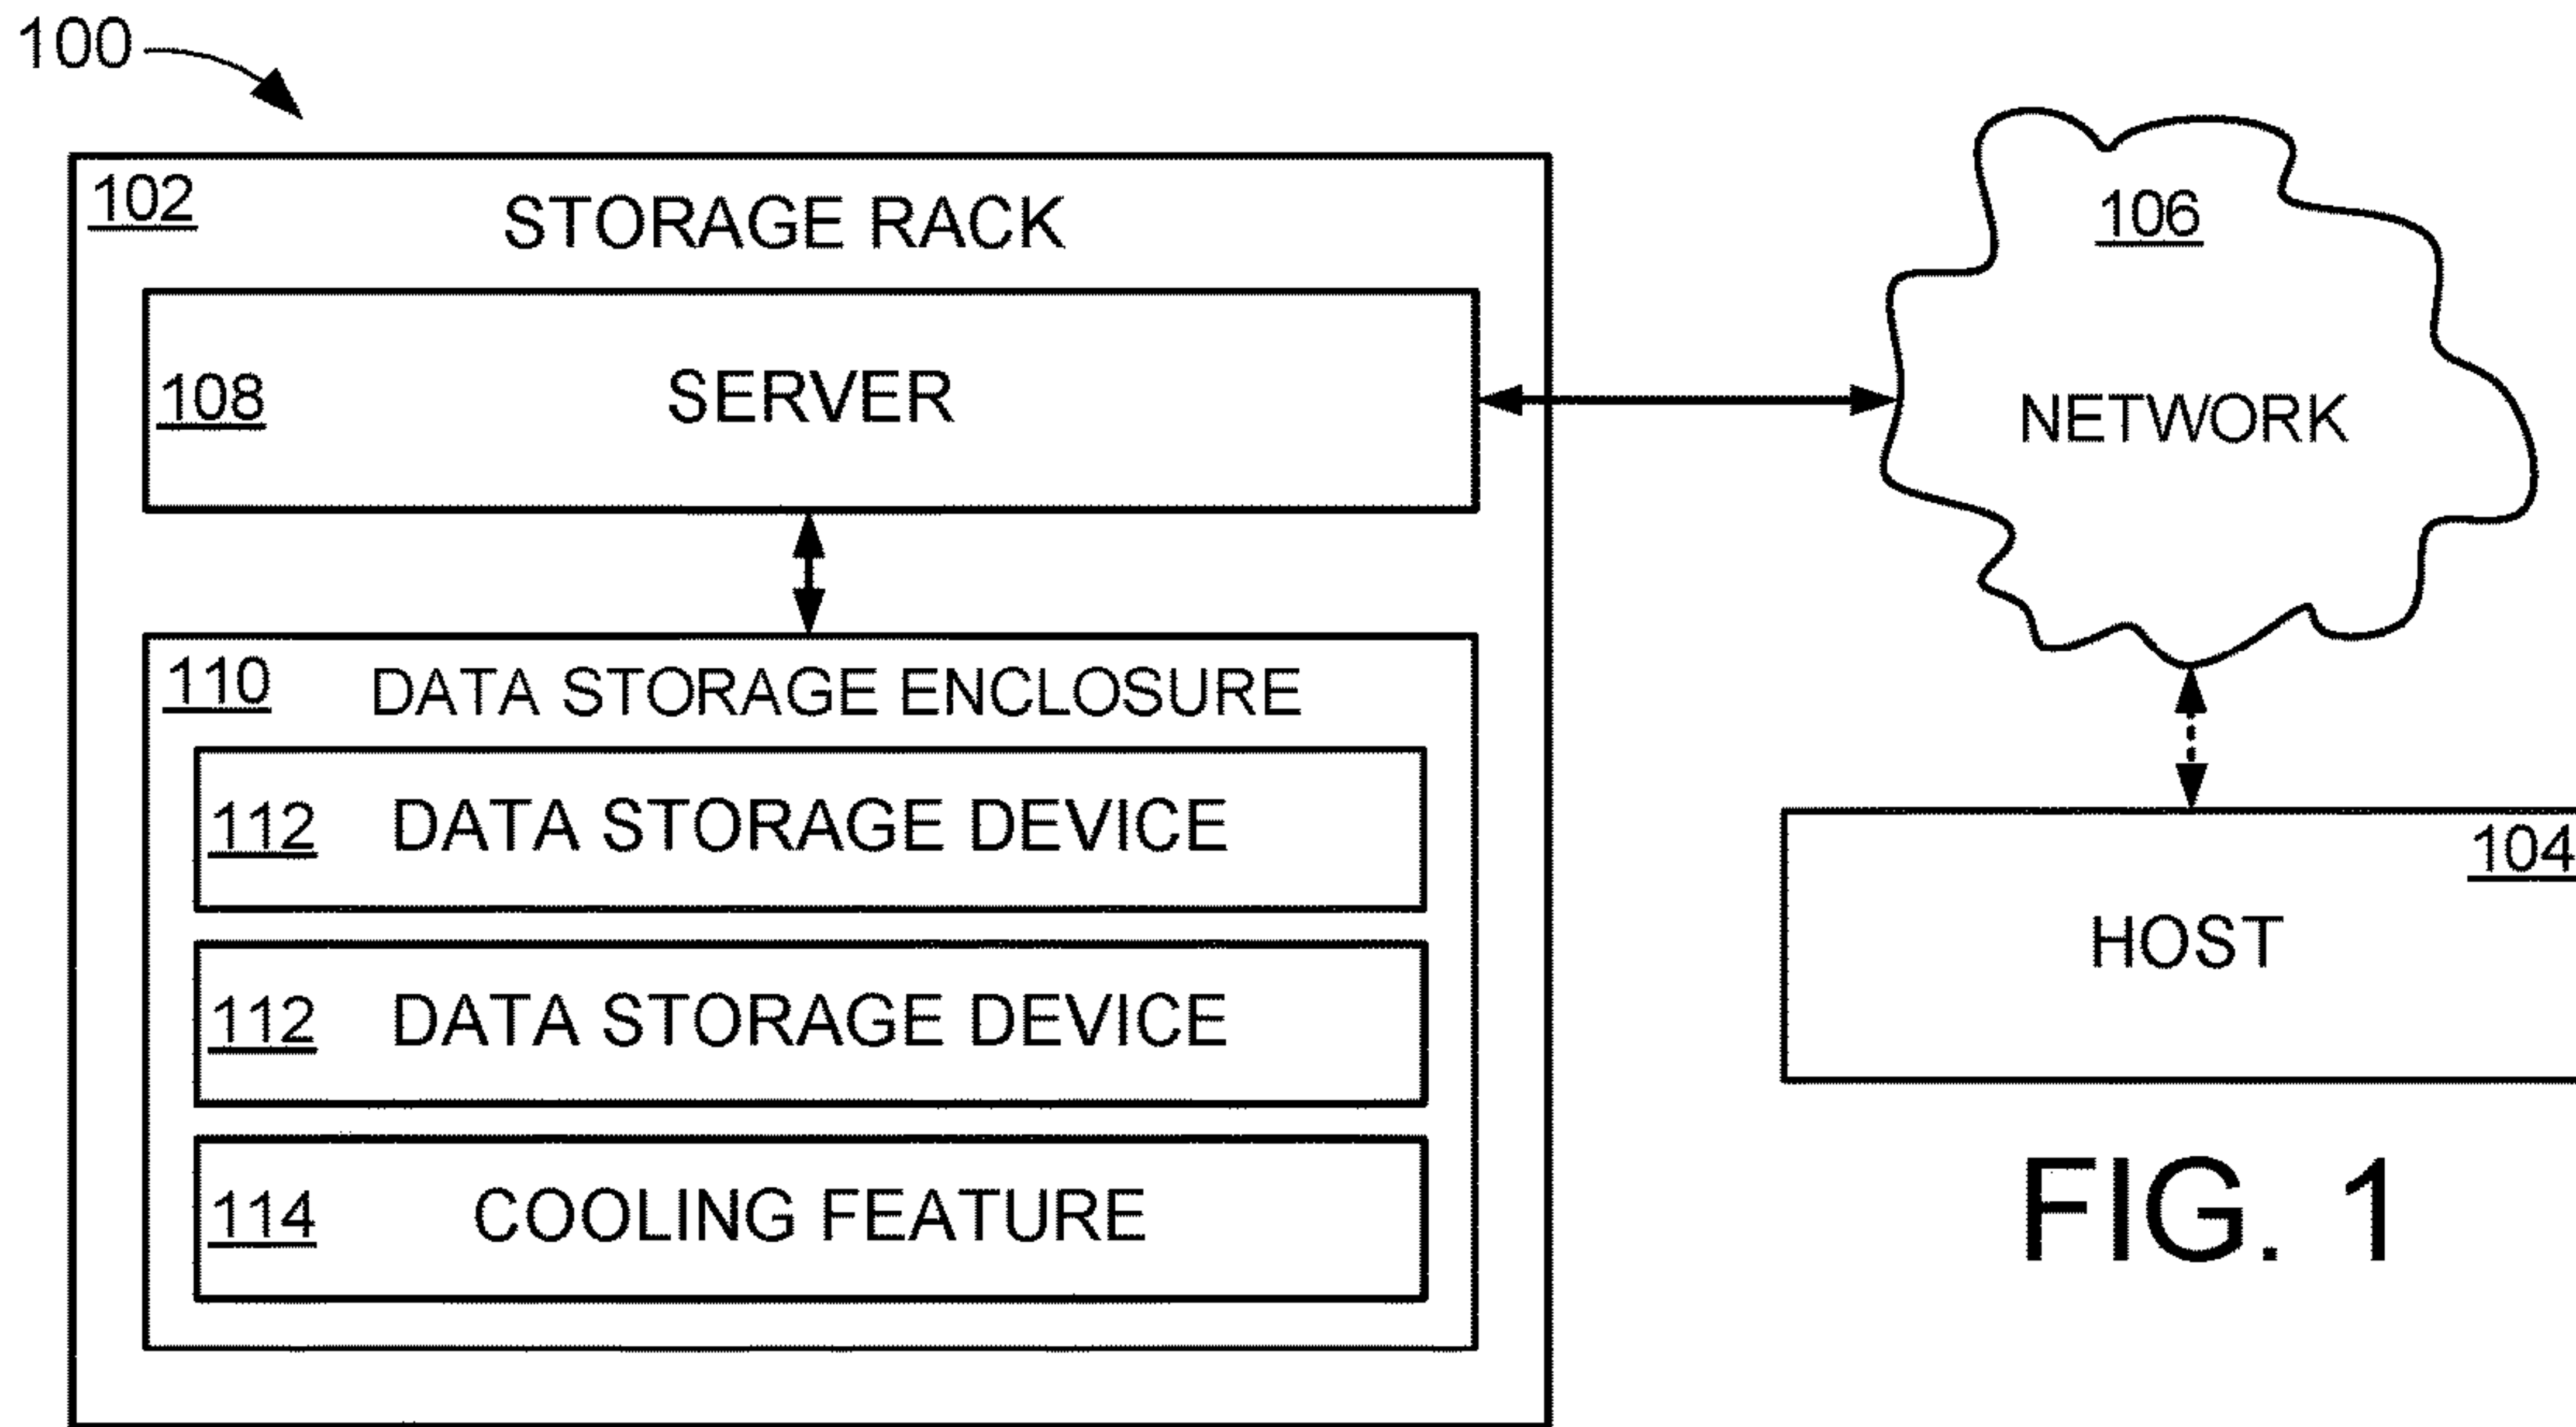 100
102
STORAGE RACK
108
SERVER
110
DATA STORAGE ENCLOSURE
112
DATA STORAGE DEVICE
112
DATA STORAGE DEVICE
114
COOLING FEATURE
106
NETWORK
104
HOST
FIG. 1